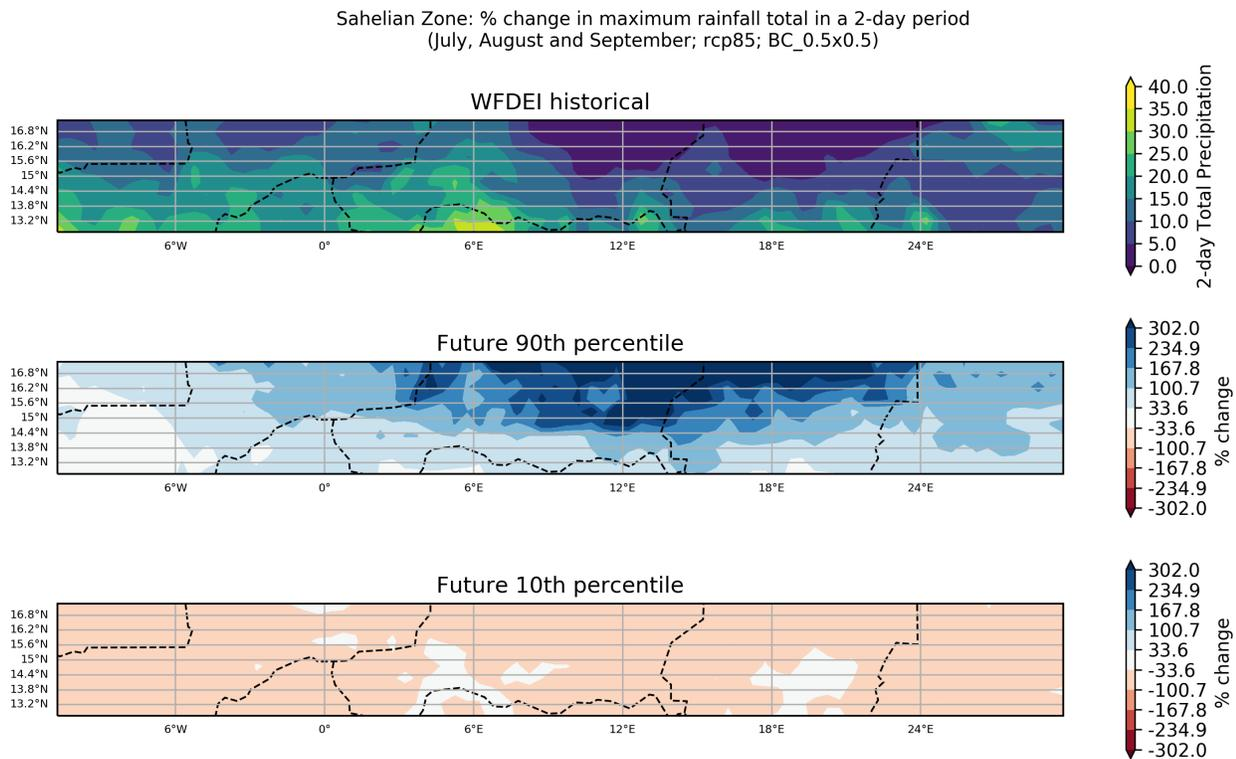 Sahelian Zone: % change in maximum rainfall total in a 2-day period
(July, August and September; rcp85; BC_0.5x0.5)
WFDEI historical
16.8°N
16.2°N
15.6°N
15°N
14.4°N
13.8°N
13.2°N
6°W 0° 6°E 12°E 18°E 24°E
40.0
35.0
30.0
25.0
20.0
15.0
10.0
5.0
0.0
2-day Total Precipitation
Future 90th percentile
16.8°N
16.2°N
15.6°N
15°N
14.4°N
13.8°N
13.2°N
6°W 0° 6°E 12°E 18°E 24°E
302.0
234.9
167.8
100.7
33.6
-33.6
-100.7
-167.8
-234.9
-302.0
% change
Future 10th percentile
16.8°N
16.2°N
15.6°N
15°N
14.4°N
13.8°N
13.2°N
6°W 0° 6°E 12°E 18°E 24°E
302.0
234.9
167.8
100.7
33.6
-33.6
-100.7
-167.8
-234.9
-302.0
% change